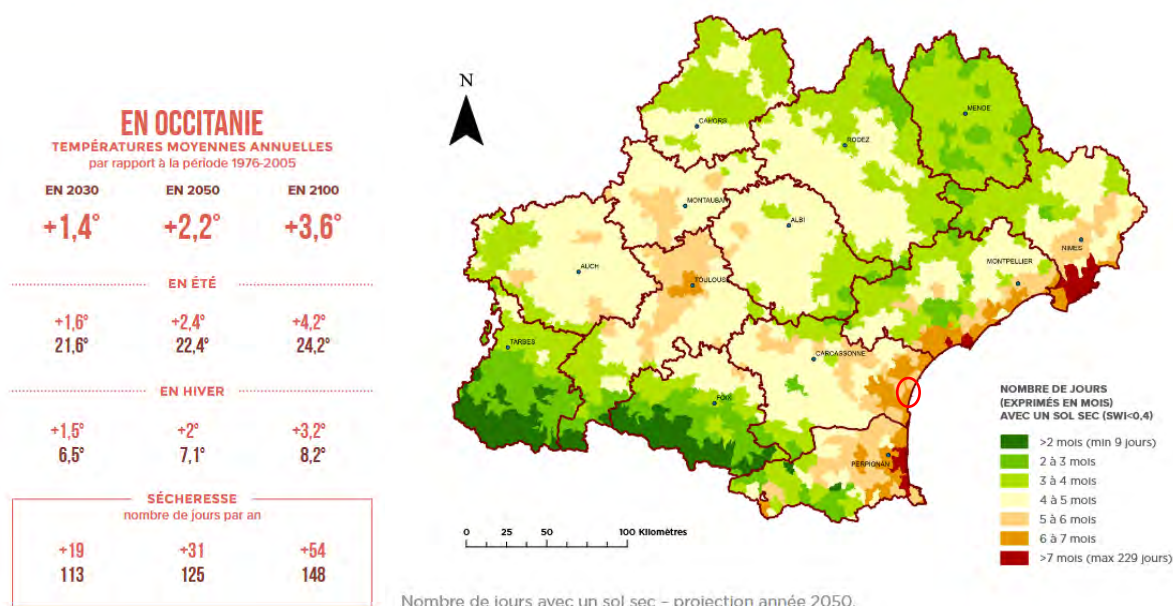 EN OCCITANIE
TEMPÉRATURES MOYENNES ANNUELLES
par rapport à la période 1976-2005
EN 2030 EN 2050 EN 2100
+1,4° +2,2° +3,6°
EN ÉTÉ
+1,6° +2,4° +4,2°
21,6° 22,4° 24,2°
EN HIVER
+1,5° +2° +3,2°
6,5° 7,1° 8,2°
SÉCHERESSE
nombre de jours par an
+19 +31 +54
113 125 148
N
CAHORS
MENDE
RODEZ
MONTAUBAN
ALBI
NIMES
AUCH
MONTPELLIER
TOULOUSE
TARBES
CARCASSONNE
FOIX
PERPIGNAN
0 25 50 100 Kilomètres
NOMBRE DE JOURS
(EXPRIMÉS EN MOIS)
AVEC UN SOL SEC (SWI<0,4)
>2 mois (min 9 jours)
2 à 3 mois
3 à 4 mois
4 à 5 mois
5 à 6 mois
6 à 7 mois
>7 mois (max 229 jours)
Nombre de jours avec un sol sec – projection année 2050.